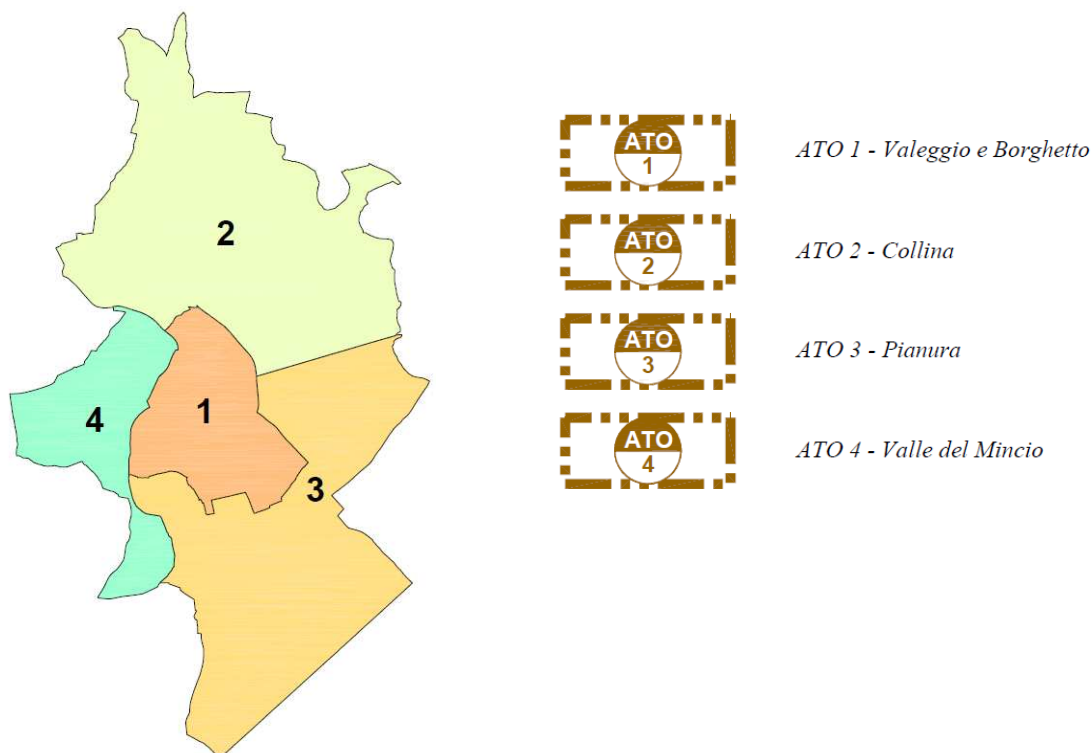 2
4
1
3
ATO
1
ATO 1 - Valeggio e Borghetto
ATO
2
ATO 2 - Collina
ATO
3
ATO 3 - Pianura
ATO
4
ATO 4 - Valle del Mincio